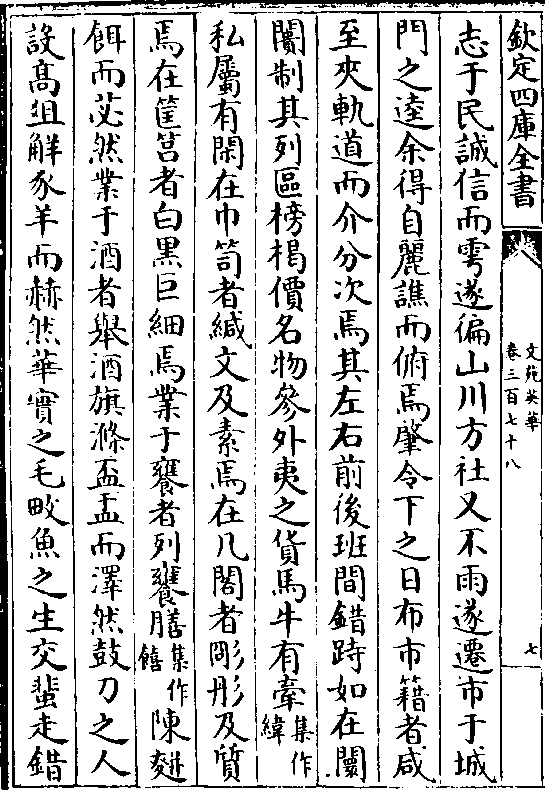 欽定四庫全書
文苑英華
卷三百七十八
七
志于民誠信而雩遂徧山川方社又不雨遂遷市于城
門之逵余得自麗譙而俯焉肇令下之日布市籍者咸
至夾軌道而介分次焉其左右前後班間錯跱如在闤
闠制其列區榜楬價名物參外夷之貨馬牛有牽集作緯
私屬有閑在巾笥者緘文及素焉在几閣者彫彤及質
焉在筐筥者白黑巨細焉業于饔者列饔膳集作饎陳䴵
餌而苾然業于酒者舉酒旗滌盃盂而澤然鼓刀之人
設髙俎解豕羊而赫然華實之毛畋魚之生交蜚走錯